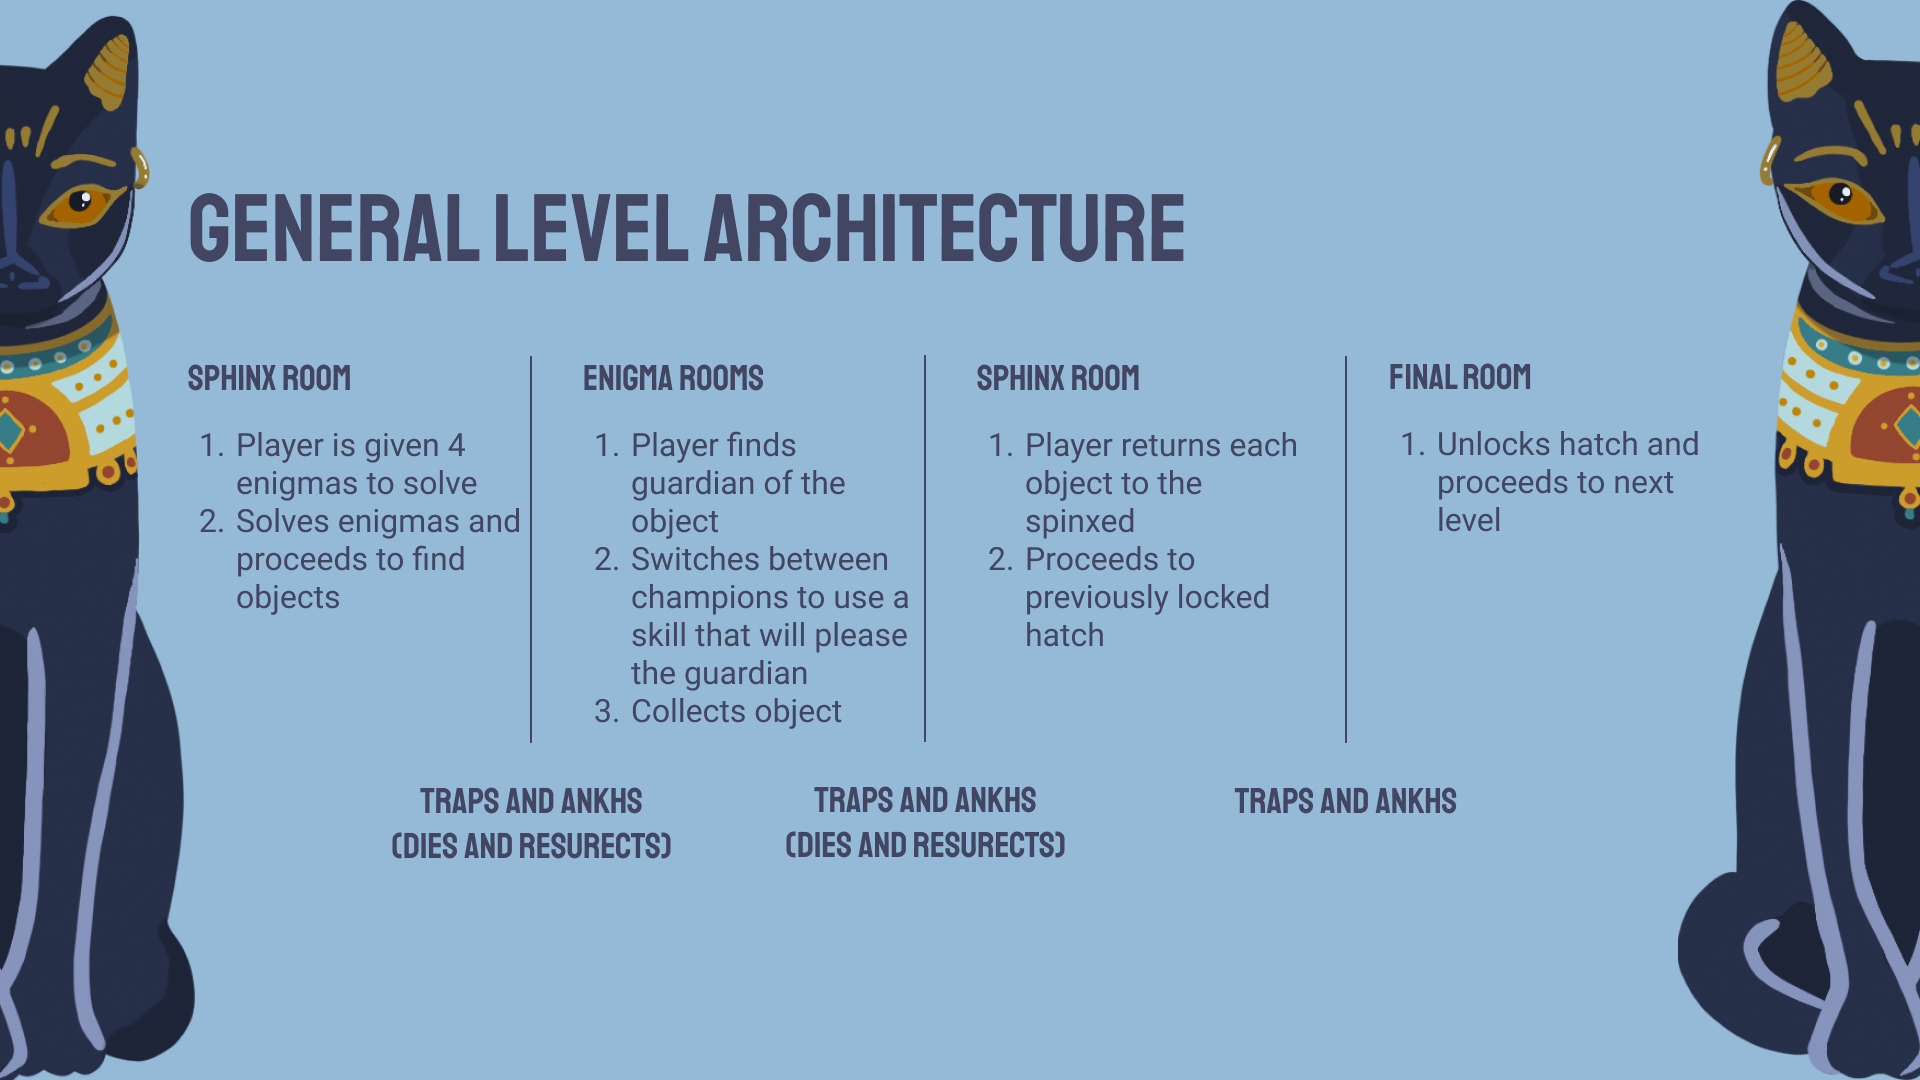 GENERAL LEVEL ARCHITECTURE
SPHINX ROOM
1. Player is given 4
enigmas to solve
2. Solves enigmas and
proceeds to find
objects
ENIGMA ROOMS
1. Player finds
guardian of the
object
2. Switches between
champions to use a
skill that will please
the guardian
3. Collects object
SPHINX ROOM
1. Player returns each
object to the
spinxed
2. Proceeds to
previously locked
hatch
FINAL ROOM
1. Unlocks hatch and
proceeds to next
level
TRAPS AND ANKHS
(DIES AND RESURECTS)
TRAPS AND ANKHS
(DIES AND RESURECTS)
TRAPS AND ANKHS